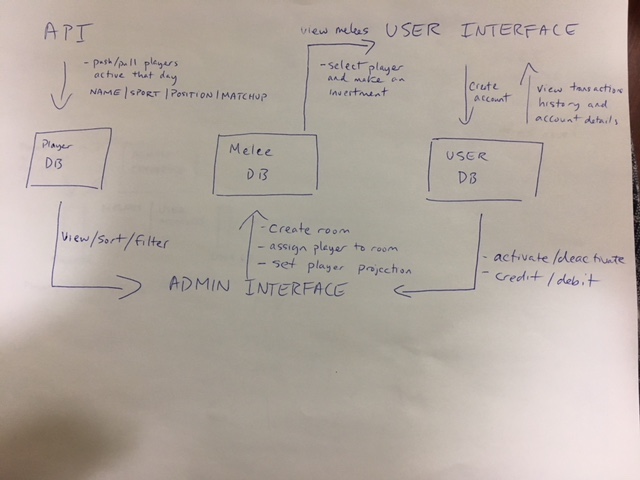 API
view melees
USER INTERFACE
- push/pull players
active that day
NAME | SPORT | POSITION | MATCHUP
- select player
and make an
investment
Create
account
View transaction
history and
account details
Player
DB
Melee
DB
USER
DB
View/sort/filter
- Create room
- assign player to room
- set player projection
- activate/deactivate
- credit/debit
ADMIN INTERFACE